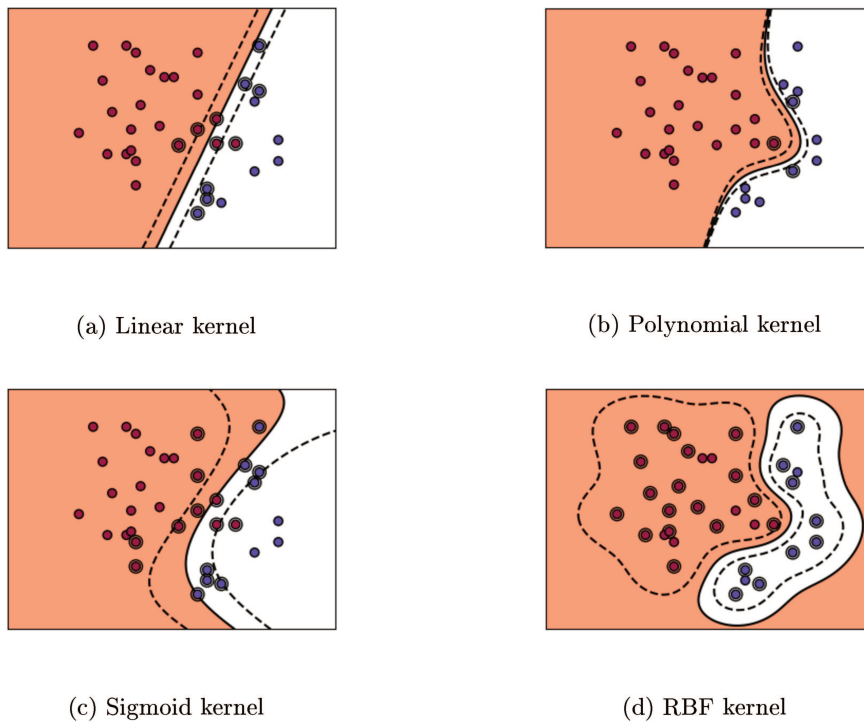 (a) Linear kernel
(b) Polynomial kernel
(c) Sigmoid kernel
(d) RBF kernel